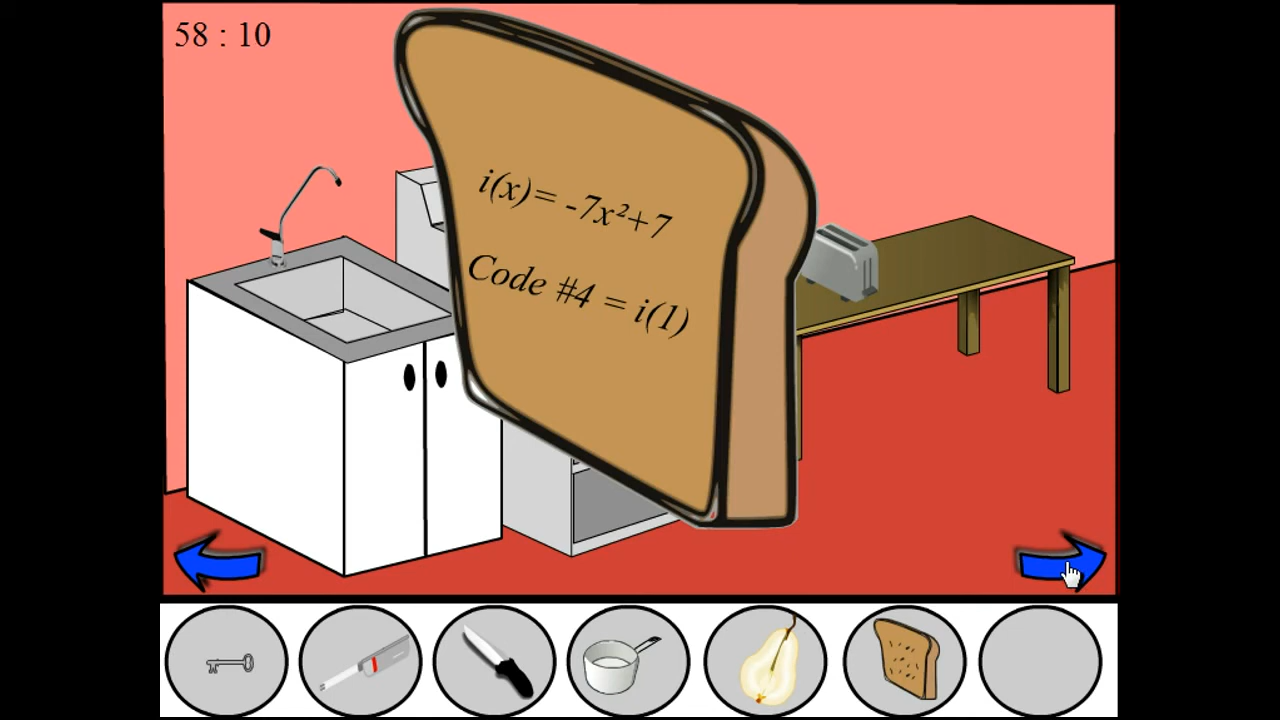 58 : 10
i(x)= -7x²+7
Code #4 = i(1)